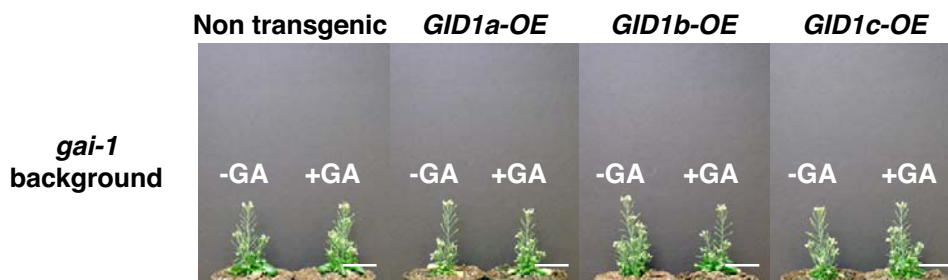 Non transgenic GID1a-OE GID1b-OE GID1c-OE
gai-1
background
-GA +GA -GA +GA -GA +GA -GA +GA